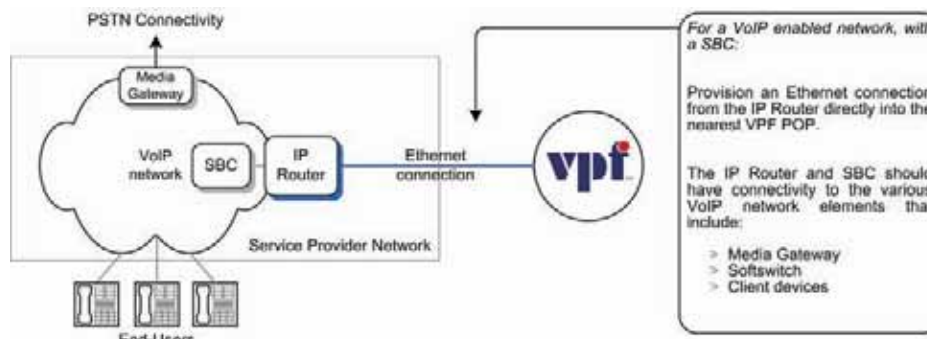 PSTN Connectivity
Media
Gateway
VoIP
network
SBC
IP
Router
Ethernet
connection
vpf
Service Provider Network
End Users
For a VoIP enabled network, with
a SBC:
Provision an Ethernet connection
from the IP Router directly into the
nearest VPF POP.
The IP Router and SBC should
have connectivity to the various
VoIP network elements that
include:
> Media Gateway
> Softswitch
> Client devices